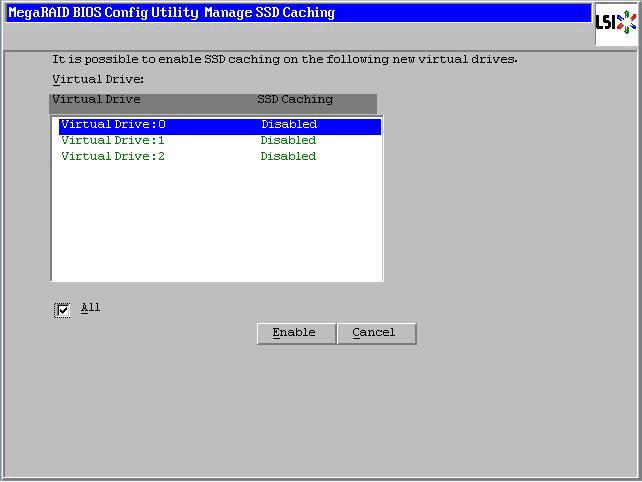 MegaRAID BIOS Config Utility Manage SSD Caching
LSI
It is possible to enable SSD caching on the following new virtual drives.
Virtual Drive:
Virtual Drive SSD Caching
Virtual Drive:0 Disabled
Virtual Drive:1 Disabled
Virtual Drive:2 Disabled
All
Enable Cancel